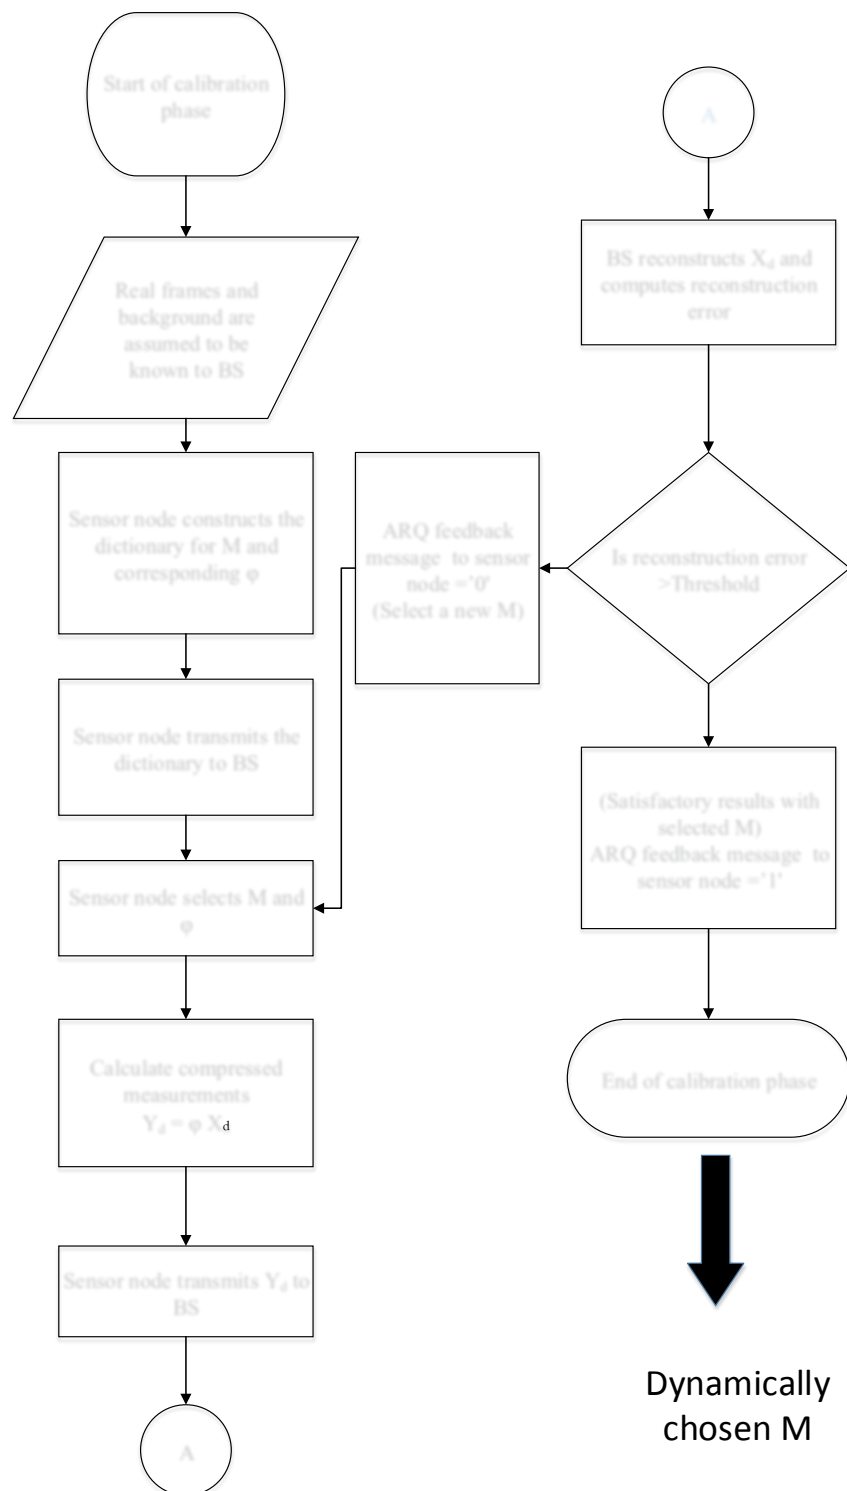 Start of calibration
phase
Real frames and
background are
assumed to be
known to BS
Sensor node constructs the
dictionary for M and
corresponding φ
Sensor node transmits the
dictionary to BS
Sensor node selects M and
φ
Calculate compressed
measurements
Y_d = φ X_d
Sensor node transmits Y_d to
BS
A
A
BS reconstructs X_d and
computes reconstruction
error
Is reconstruction error
>Threshold
ARQ feedback
message to sensor
node ='0'
(Select a new M)
(Satisfactory results with
selected M)
ARQ feedback message to
sensor node ='1'
End of calibration phase
Dynamically
chosen M